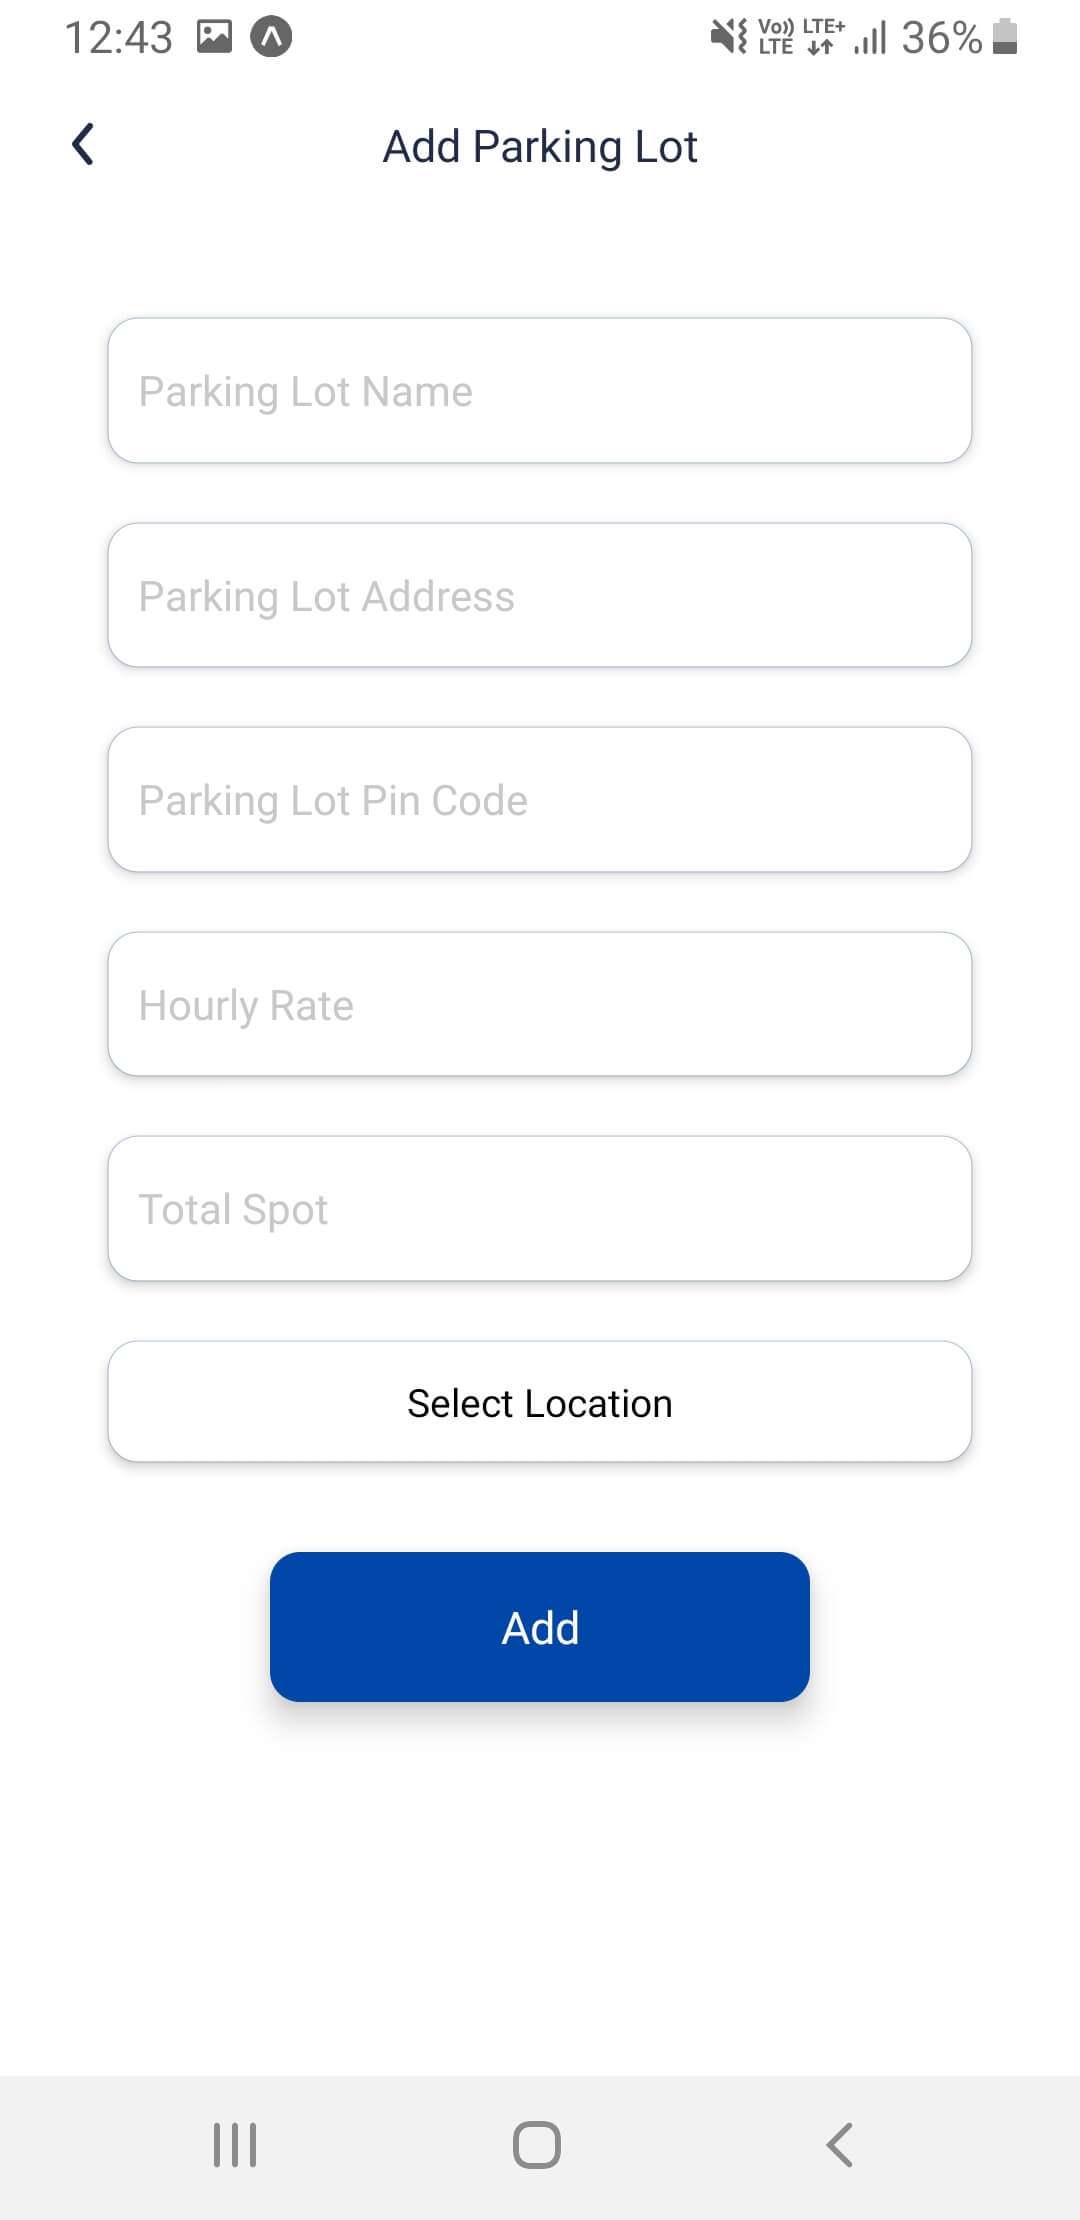 12:43 Vo)) LTE LTE+ 36%
Add Parking Lot
Parking Lot Name
Parking Lot Address
Parking Lot Pin Code
Hourly Rate
Total Spot
Select Location
Add